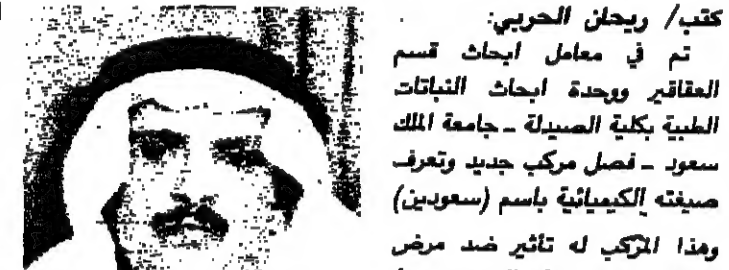 كتب/ ريحان الحربي:
تم في معامل ابحاث قسم
العقاقير ووحدة ابحاث النباتات
الطبية بكلية الصيدلة ـ جامعة الملك
سعود ـ فصل مركب جديد وتعرف
صيغته الكيميائية باسم (سعودين)
وهذا المركب له تأثير ضد مرض